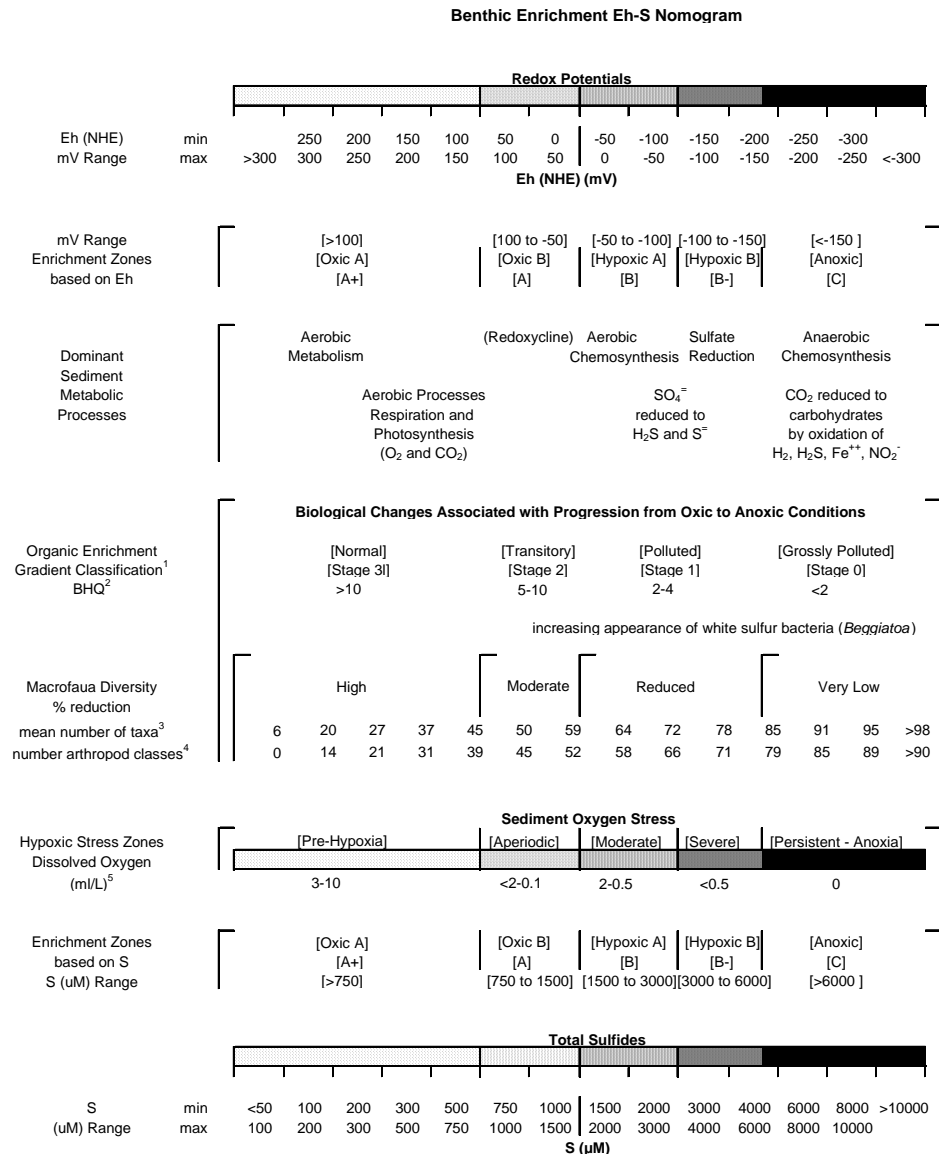 Benthic Enrichment Eh-S Nomogram
Redox Potentials
Eh (NHE) min 250 200 150 100 50 0 -50 -100 -150 -200 -250 -300
mV Range max >300 300 250 200 150 100 50 0 -50 -100 -150 -200 -250 <-300
Eh (NHE) (mV)
mV Range [>100] [100 to -50] [-50 to -100] [-100 to -150] [<-150 ]
Enrichment Zones [Oxic A] [Oxic B] [Hypoxic A] [Hypoxic B] [Anoxic]
based on Eh [A+] [A] [B] [B-] [C]
Aerobic (Redoxycline) Aerobic Sulfate Anaerobic
Dominant Metabolism Chemosynthesis Reduction Chemosynthesis
Sediment
Metabolic Aerobic Processes SO₄⁼ CO₂ reduced to
Processes Respiration and reduced to carbohydrates
Photosynthesis H₂S and S⁼ by oxidation of
(O₂ and CO₂) H₂, H₂S, Fe⁺⁺, NO₂⁻
Biological Changes Associated with Progression from Oxic to Anoxic Conditions
Organic Enrichment [Normal] [Transitory] [Polluted] [Grossly Polluted]
Gradient Classification¹ [Stage 3l] [Stage 2] [Stage 1] [Stage 0]
BHQ² >10 5-10 2-4 <2
increasing appearance of white sulfur bacteria (Beggiatoa)
Macrofaua Diversity High Moderate Reduced Very Low
% reduction
mean number of taxa³ 6 20 27 37 45 50 59 64 72 78 85 91 95 >98
number arthropod classes⁴ 0 14 21 31 39 45 52 58 66 71 79 85 89 >90
Sediment Oxygen Stress
Hypoxic Stress Zones [Pre-Hypoxia] [Aperiodic] [Moderate] [Severe] [Persistent - Anoxia]
Dissolved Oxygen
(ml/L)⁵ 3-10 <2-0.1 2-0.5 <0.5 0
Enrichment Zones [Oxic A] [Oxic B] [Hypoxic A] [Hypoxic B] [Anoxic]
based on S [A+] [A] [B] [B-] [C]
S (uM) Range [>750] [750 to 1500] [1500 to 3000] [3000 to 6000] [>6000 ]
Total Sulfides
S min <50 100 200 300 500 750 1000 1500 2000 3000 4000 6000 8000 >10000
(uM) Range max 100 200 300 500 750 1000 1500 2000 3000 4000 6000 8000 10000
S (µM)